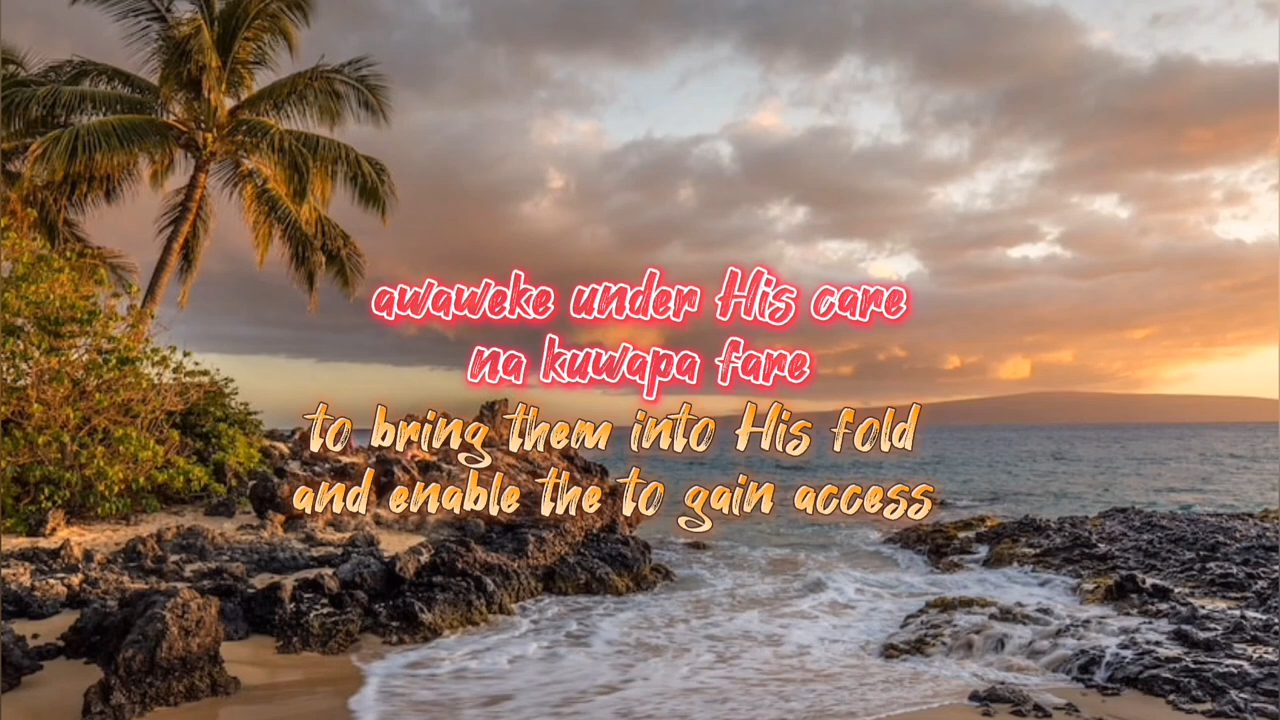 awaweke under His care
na kuwapa fare
to bring them into His fold
and enable the to gain access